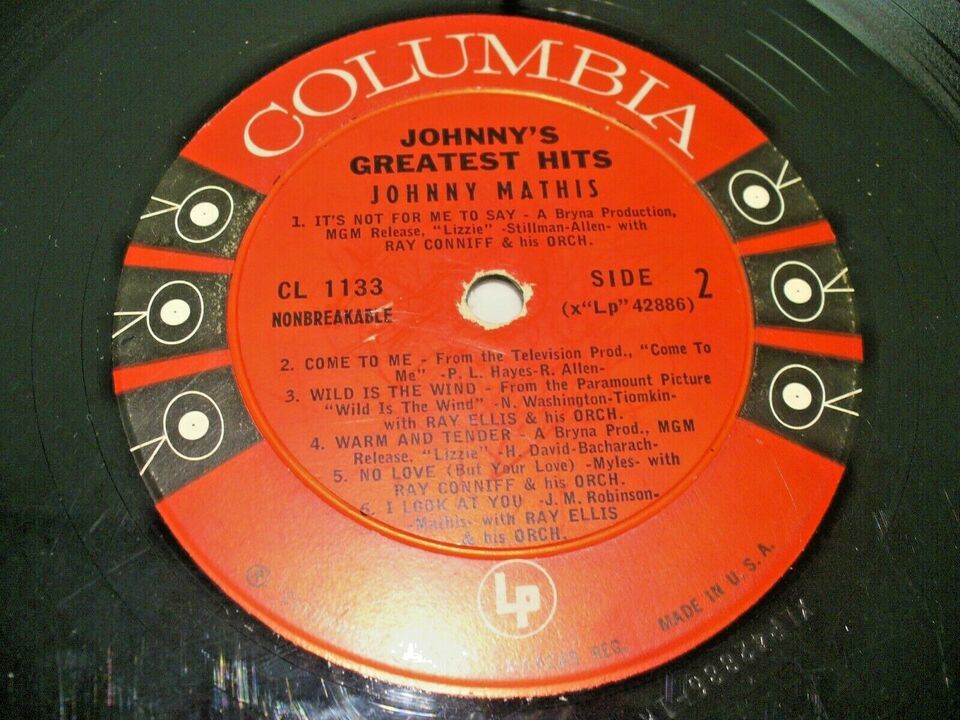 COLUMBIA
JOHNNY'S
GREATEST HITS
JOHNNY MATHIS
1. IT'S NOT FOR ME TO SAY - A Bryna Production,
MGM Release, "Lizzie" -Stillman-Allen- with
RAY CONNIFF & his ORCH.
CL 1133
NONBREAKABLE
SIDE 2
(x"Lp"42886)
2. COME TO ME - From the Television Prod., "Come To
Me" -P. L. Hayes-R. Allen-
3. WILD IS THE WIND - From the Paramount Picture
"Wild Is The Wind" -N. Washington-Tiomkin-
with RAY ELLIS & his ORCH.
4. WARM AND TENDER - A Bryna Prod., MGM
Release, "Lizzie" -H. David-Bacharach-
5. NO LOVE (But Your Love) -Myles- with
RAY CONNIFF & his ORCH.
6. I LOOK AT YOU -J. M. Robinson-
-Mathis- with RAY ELLIS
& his ORCH.
Lp
®
REG.
MADE IN U. S. A.